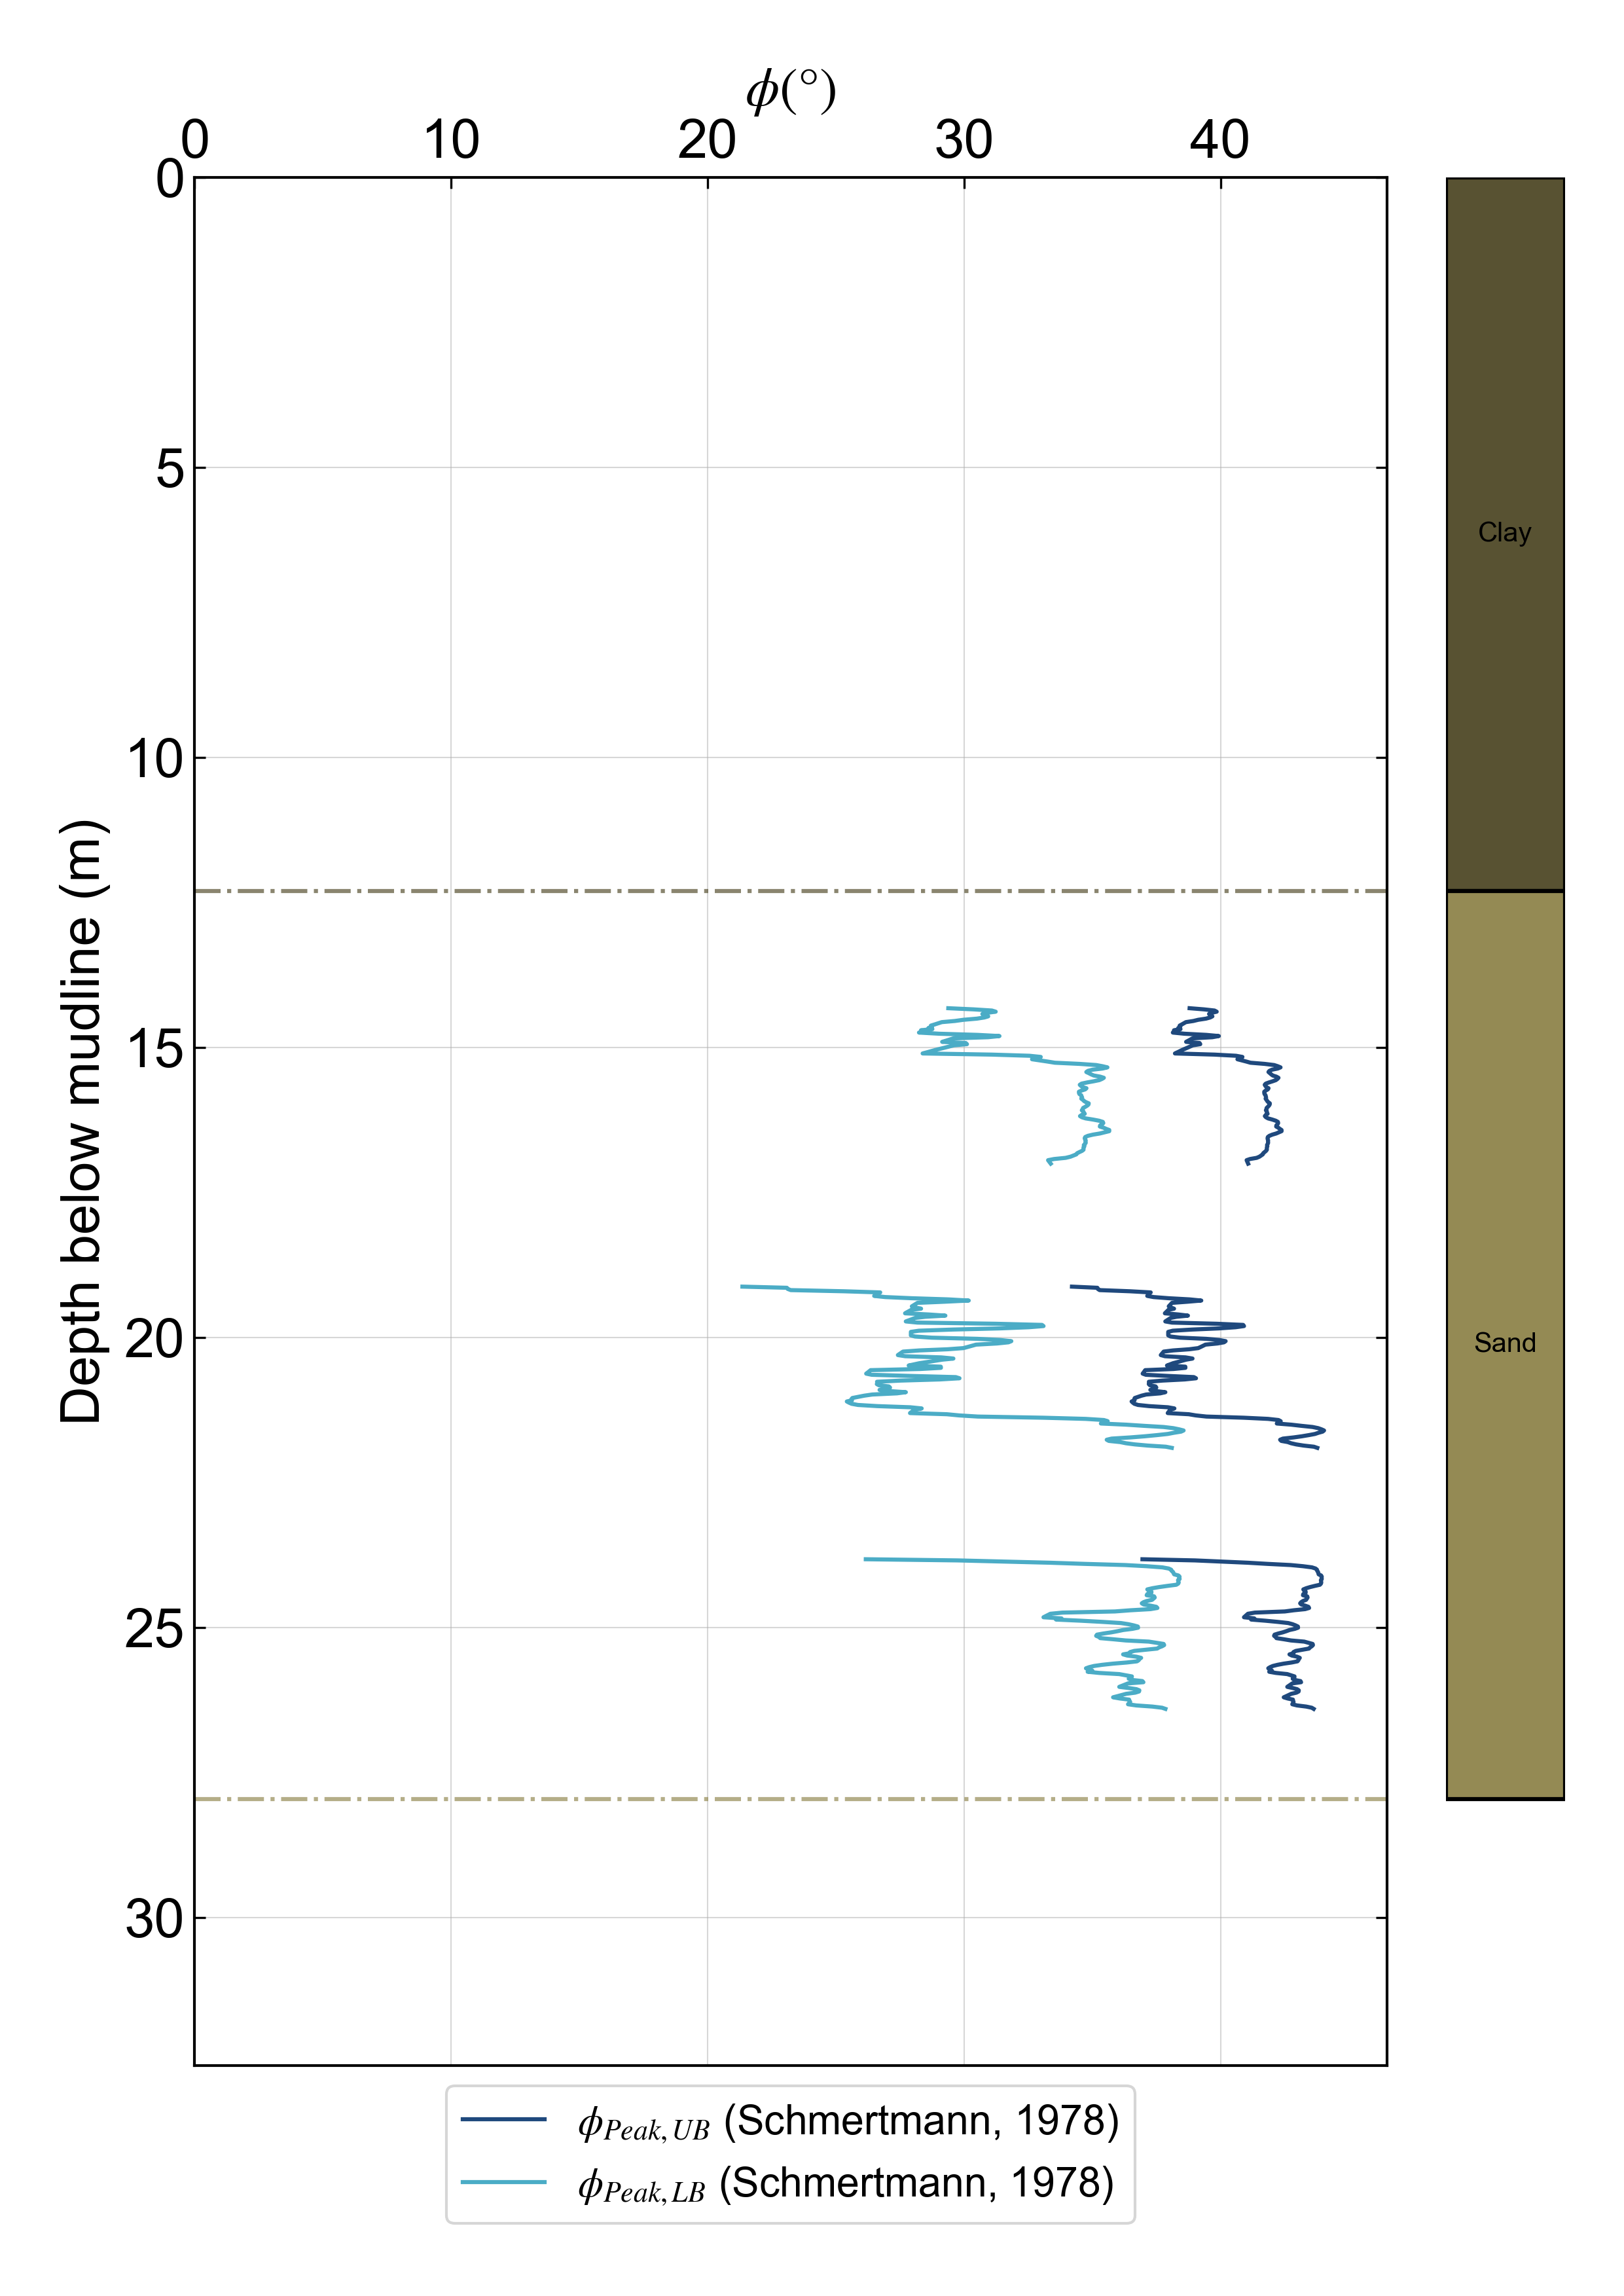 ϕ(°)
0 10 20 30 40
0
5
Clay
10
Depth below mudline (m)
15
20
Sand
25
30
ϕPeak, UB (Schmertmann, 1978)
ϕPeak, LB (Schmertmann, 1978)